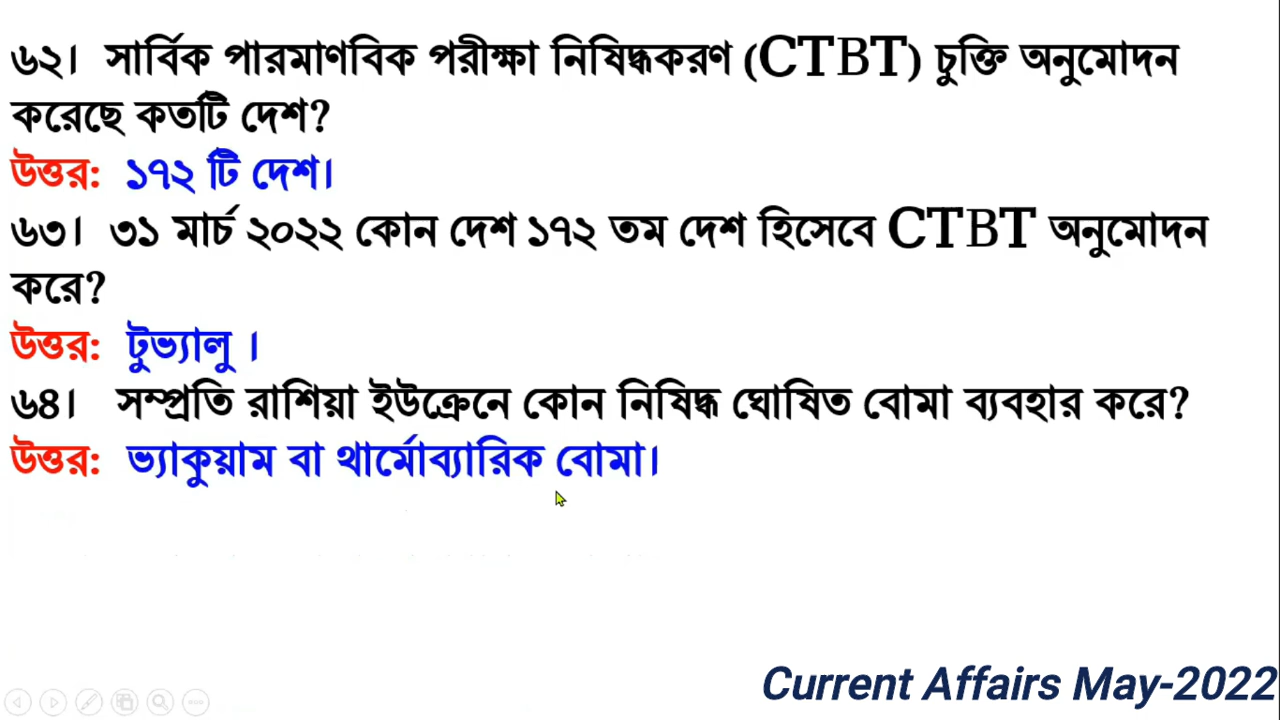 ৬২। সার্বিক পারমাণবিক পরীক্ষা নিষিদ্ধকরণ (CTBT) চুক্তি অনুমোদন
করেছে কতটি দেশ?
উত্তর: ১৭২ টি দেশ।
৬৩। ৩১ মার্চ ২০২২ কোন দেশ ১৭২ তম দেশ হিসেবে CTBT অনুমোদন
করে?
উত্তর: টুভ্যালু ।
৬৪। সম্প্রতি রাশিয়া ইউক্রেনে কোন নিষিদ্ধ ঘোষিত বোমা ব্যবহার করে?
উত্তর: ভ্যাকুয়াম বা থার্মোব্যারিক বোমা।
Current Affairs May-2022